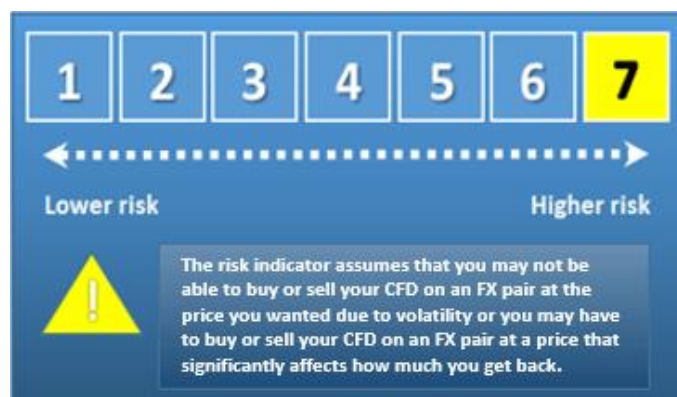 1 2 3 4 5 6 7
Lower risk Higher risk
!
The risk indicator assumes that you may not be
able to buy or sell your CFD on an FX pair at the
price you wanted due to volatility or you may have
to buy or sell your CFD on an FX pair at a price that
significantly affects how much you get back.